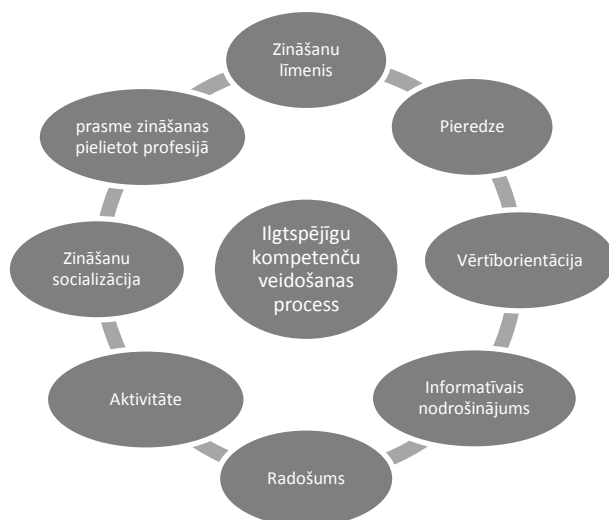 Zināšanu
līmenis
Pieredze
Vērtīborientācija
Informatīvais
nodrošinājums
Radošums
Aktivitāte
Zināšanu
socializācija
prasme zināšanas
pielietot profesijā
Ilgtspējīgu
kompetenču
veidošanas
process